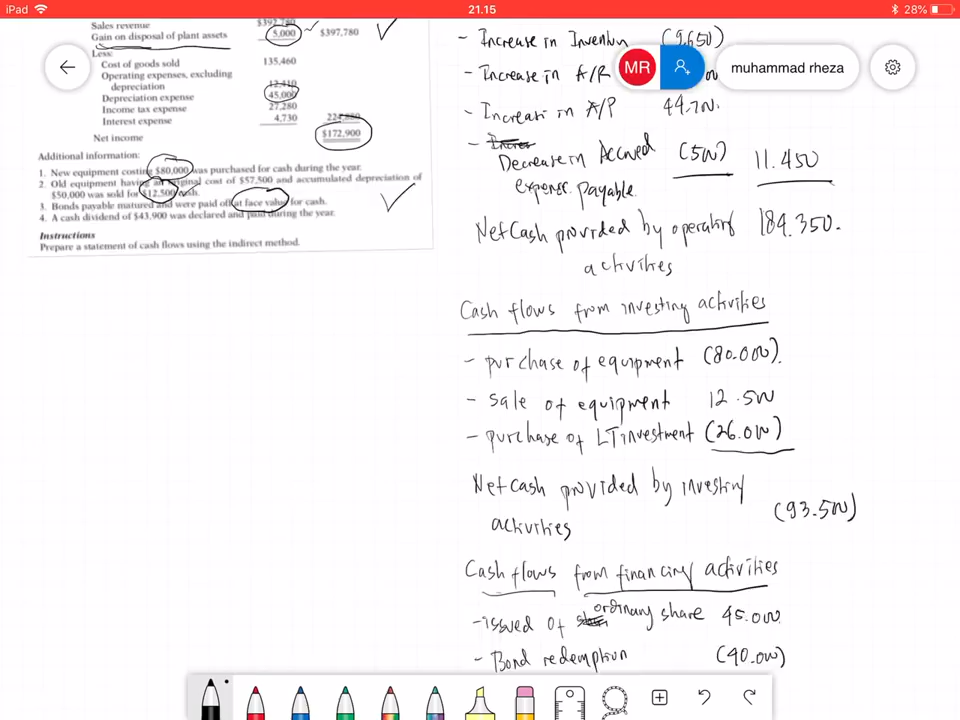 iPad
21.15
28%
Sales revenue $392,780
Gain on disposal of plant assets 5,000 $397,780
Less:
Cost of goods sold 135,460
Operating expenses, excluding
depreciation 12,410
Depreciation expense 45,000
Income tax expense 27,280
Interest expense 4,730
Net income $172,900
Additional information:
1. New equipment costing $80,000 was purchased for cash during the year.
2. Old equipment having an original cost of $57,500 and accumulated depreciation of
$50,000 was sold for $12,500 cash.
3. Bonds payable matured and were paid off at face value for cash.
4. A cash dividend of $43,900 was declared and paid during the year.
Instructions
Prepare a statement of cash flows using the indirect method.
MR
muhammad rheza
- Increase in Inventory (9.650)
- Increase in A/R
- Increase in A/P 44.700.
- Decrease in Accrued (500) 11.450
expense payable.
Net Cash provided by operating 184.350.
activities
Cash flows from investing activities
- purchase of equipment (80.000).
- sale of equipment 12.500
- purchase of LT investment (26.000)
Net cash provided by investing
activities (93.500)
Cash flows from financing activities
- issued of ordinary share 45.000
- Bond redemption (40.000)